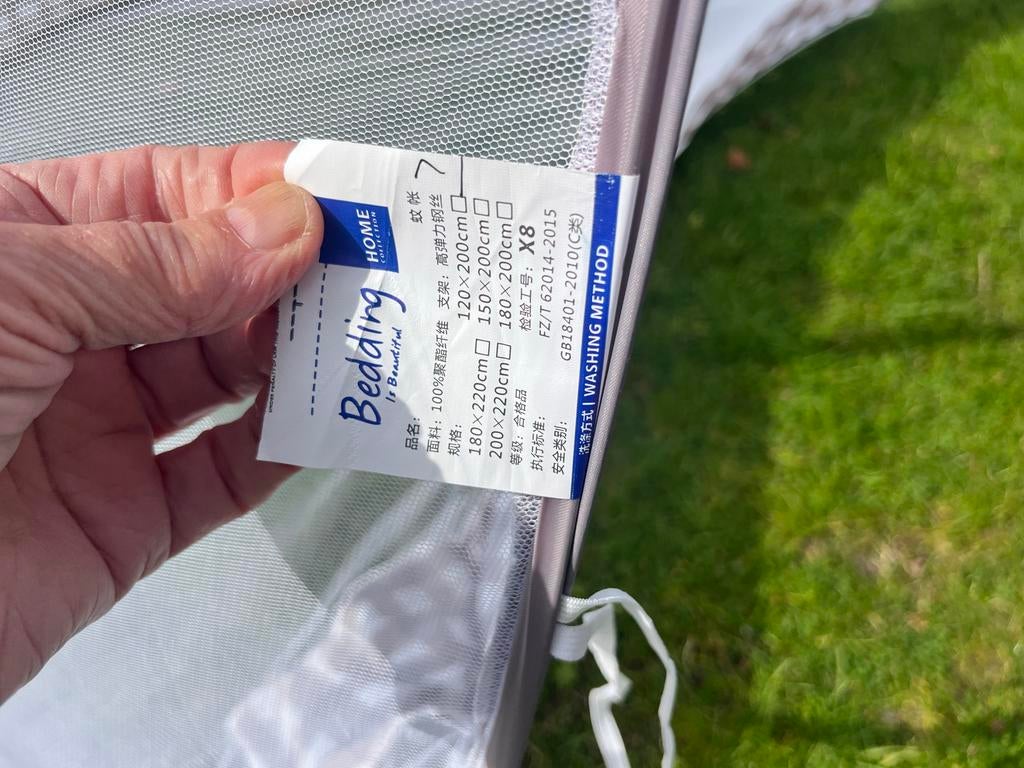 HOME
COLLECTION
Bedding
Is Beautiful
品名： 蚊帐
面料：100%聚酯纤维 支架：高弹力钢丝
规格： 120×200cm□
180×220cm□ 150×200cm□
200×220cm□ 180×200cm□
等级：合格品 检验工号：X8
执行标准： FZ/T 62014-2015
安全类别： GB18401-2010(C类)
洗涤方式 | WASHING METHOD